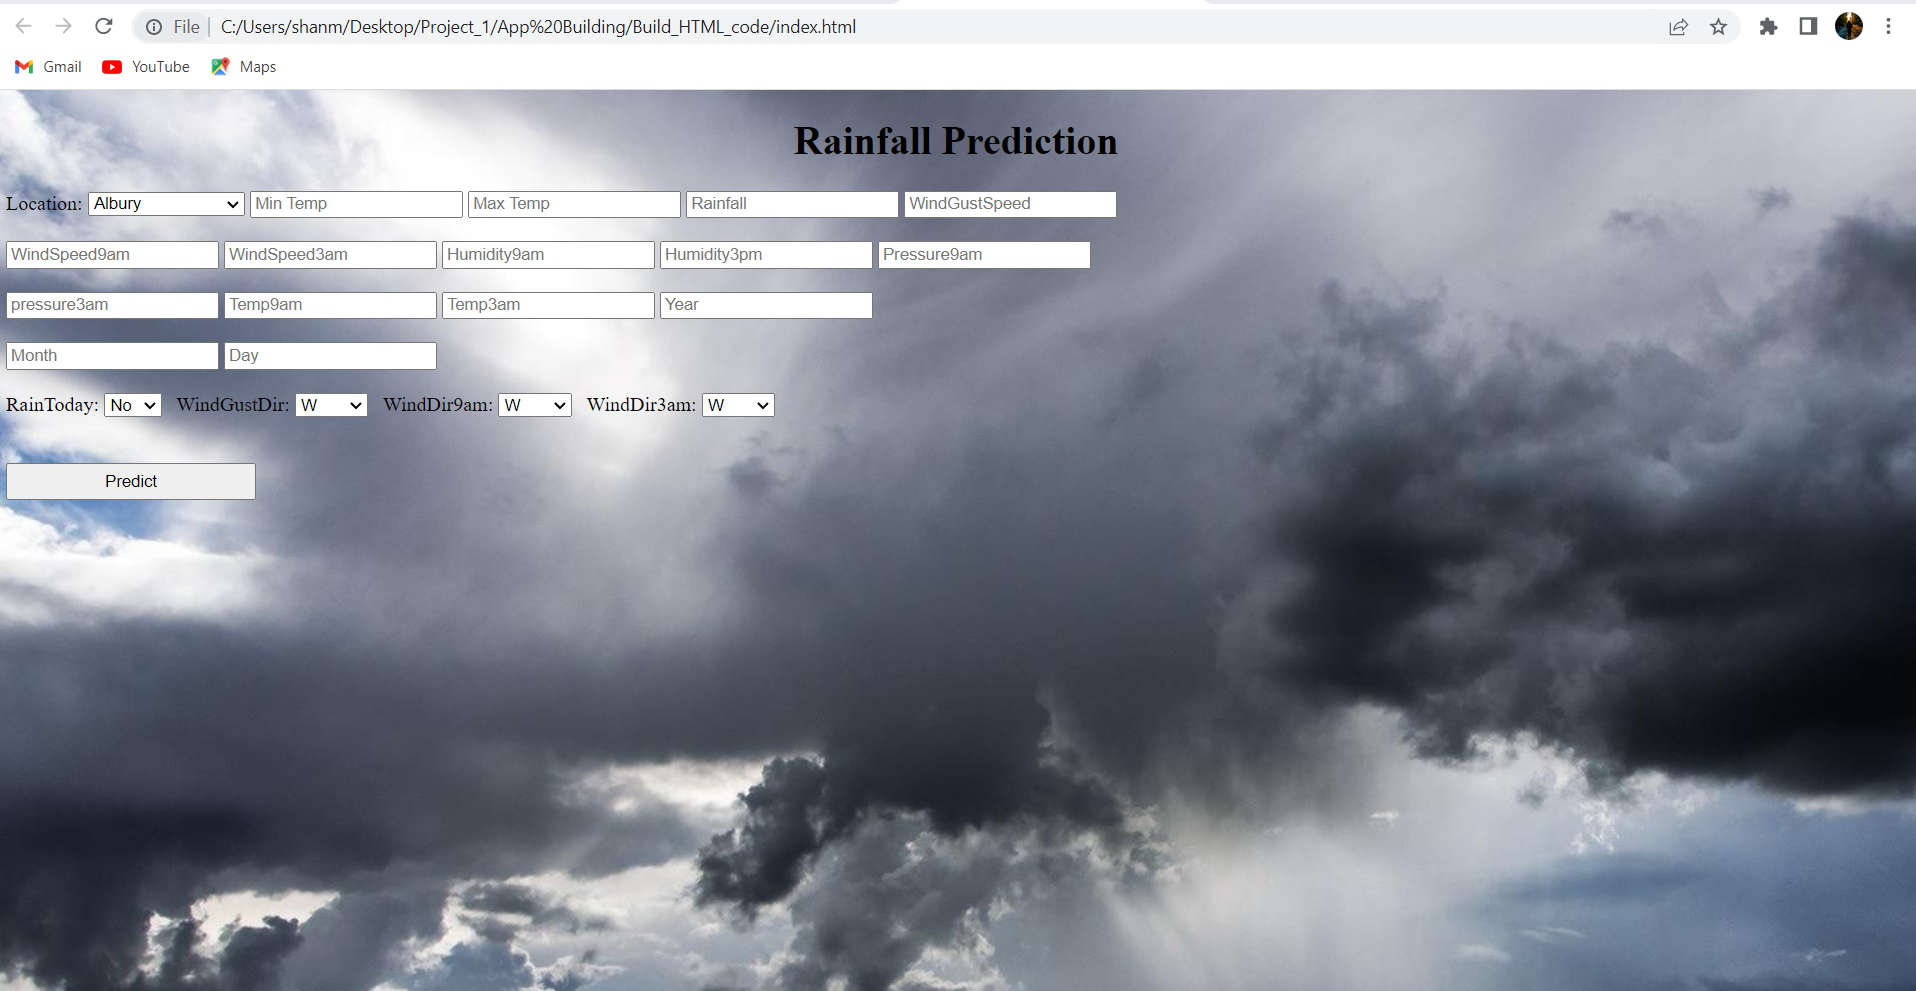 File C:/Users/shanm/Desktop/Project_1/App%20Building/Build_HTML_code/index.html
Gmail YouTube Maps
Rainfall Prediction
Location: Albury Min Temp Max Temp Rainfall WindGustSpeed
WindSpeed9am WindSpeed3am Humidity9am Humidity3pm Pressure9am
pressure3am Temp9am Temp3am Year
Month Day
RainToday: No WindGustDir: W WindDir9am: W WindDir3am: W
Predict